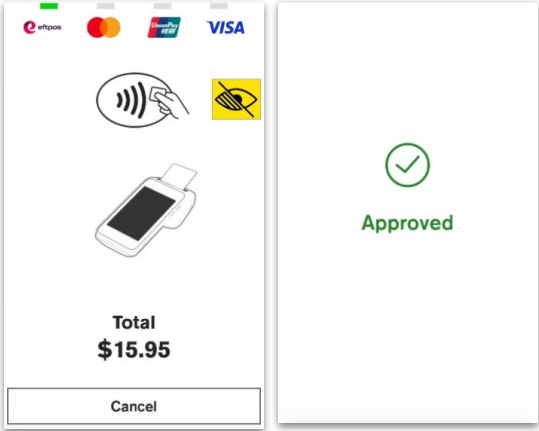 eftpos
UnionPay
银联
VISA
Total
$15.95
Cancel
Approved